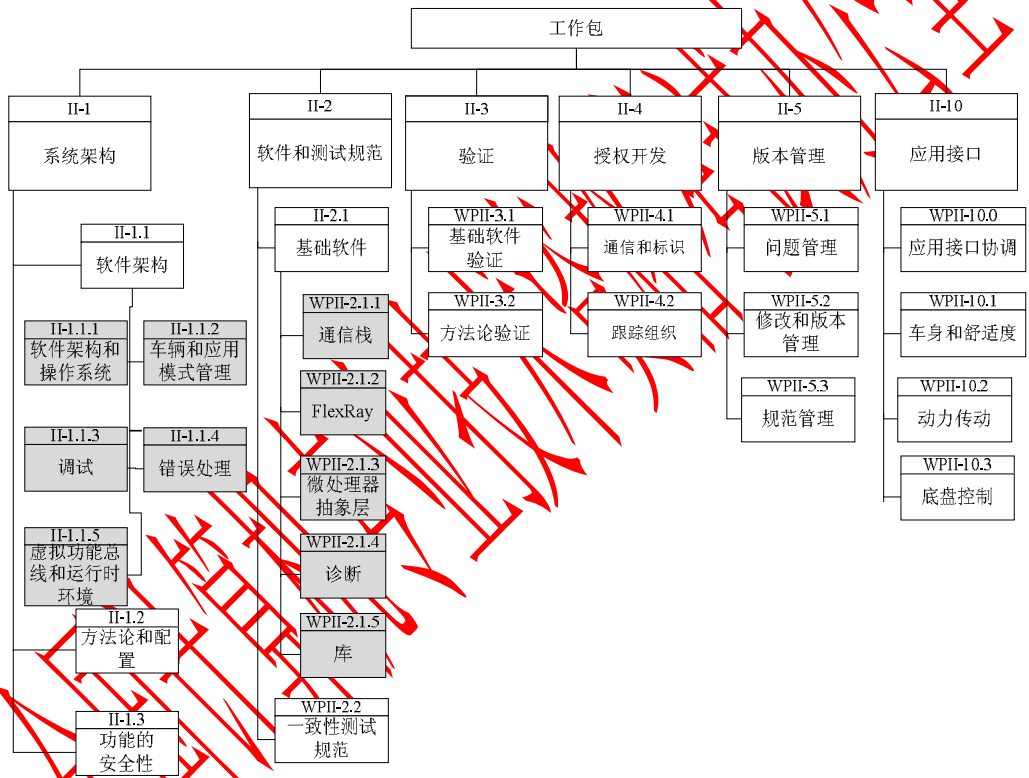 工作包
II-1
系统架构
II-1.1
软件架构
II-1.1.1
软件架构和
操作系统
II-1.1.2
车辆和应用
模式管理
II-1.1.3
调试
II-1.1.4
错误处理
II-1.1.5
虚拟功能总
线和运行时
环境
II-1.2
方法论和配
置
II-1.3
功能的
安全性
II-2
软件和测试规范
II-2.1
基础软件
WPII-2.1.1
通信栈
WPII-2.1.2
FlexRay
WPII-2.1.3
微处理器
抽象层
WPII-2.1.4
诊断
WPII-2.1.5
库
WPII-2.2
一致性测试
规范
II-3
验证
WPII-3.1
基础软件
验证
WPII-3.2
方法论验证
II-4
授权开发
WPII-4.1
通信和标识
WPII-4.2
跟踪组织
II-5
版本管理
WPII-5.1
问题管理
WPII-5.2
修改和版本
管理
WPII-5.3
规范管理
II-10
应用接口
WPII-10.0
应用接口协调
WPII-10.1
车身和舒适度
WPII-10.2
动力传动
WPII-10.3
底盘控制